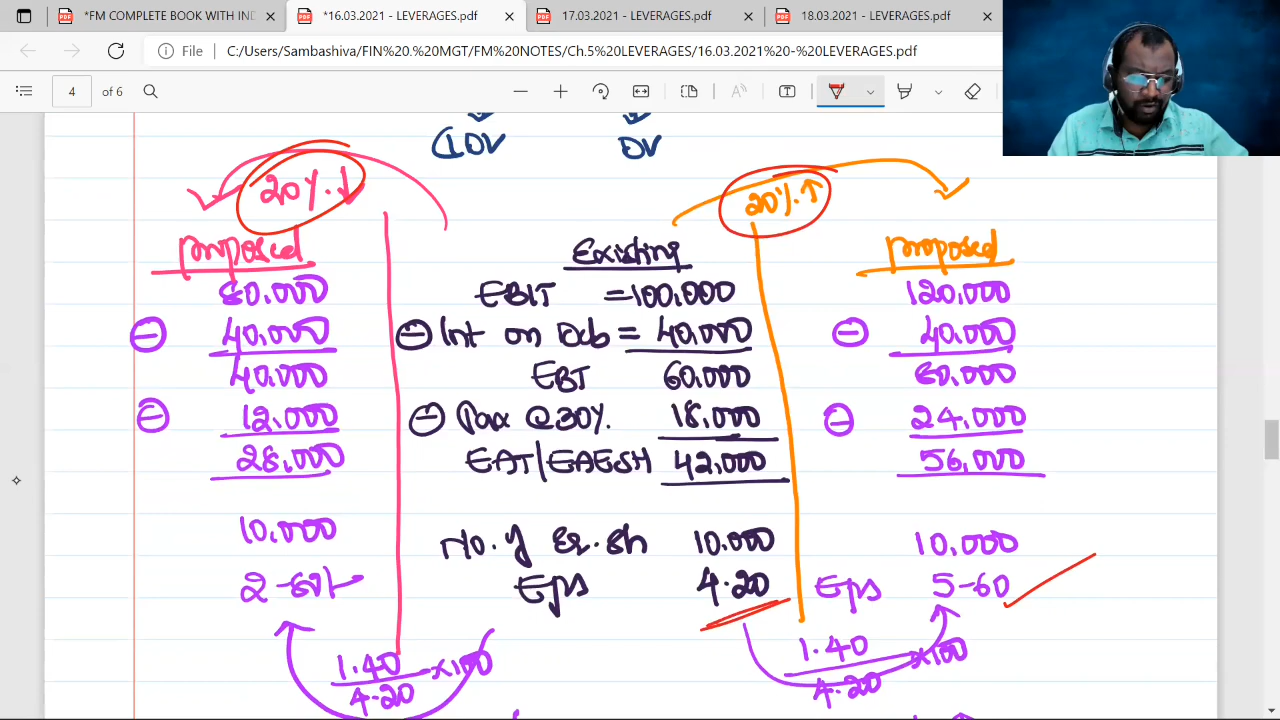 *FM COMPLETE BOOK WITH IND
*16.03.2021 - LEVERAGES.pdf
17.03.2021 - LEVERAGES.pdf
18.03.2021 - LEVERAGES.pdf
File
C:/Users/Sambashiva/FIN%20.%20MGT/FM%20NOTES/Ch.5%20LEVERAGES/16.03.2021%20-%20LEVERAGES.pdf
4 of 6
DV
20%.↓ 20%.↑
proposed Existing proposed
80.000 EBIT =100.000 120.000
⊖ 40.000 ⊖ Int on Deb = 40.000 ⊖ 40.000
40.000 EBT 60.000 80.000
⊖ 12.000 ⊖ Tax @30%. 18.000 ⊖ 24.000
28.000 EAT/EAESH 42.000 56.000
10.000 No. of Eq.sh 10.000 10.000
Eps 4.20 Eps 5-60
1.40 ×100 1.40 ×100
4.20 4.20